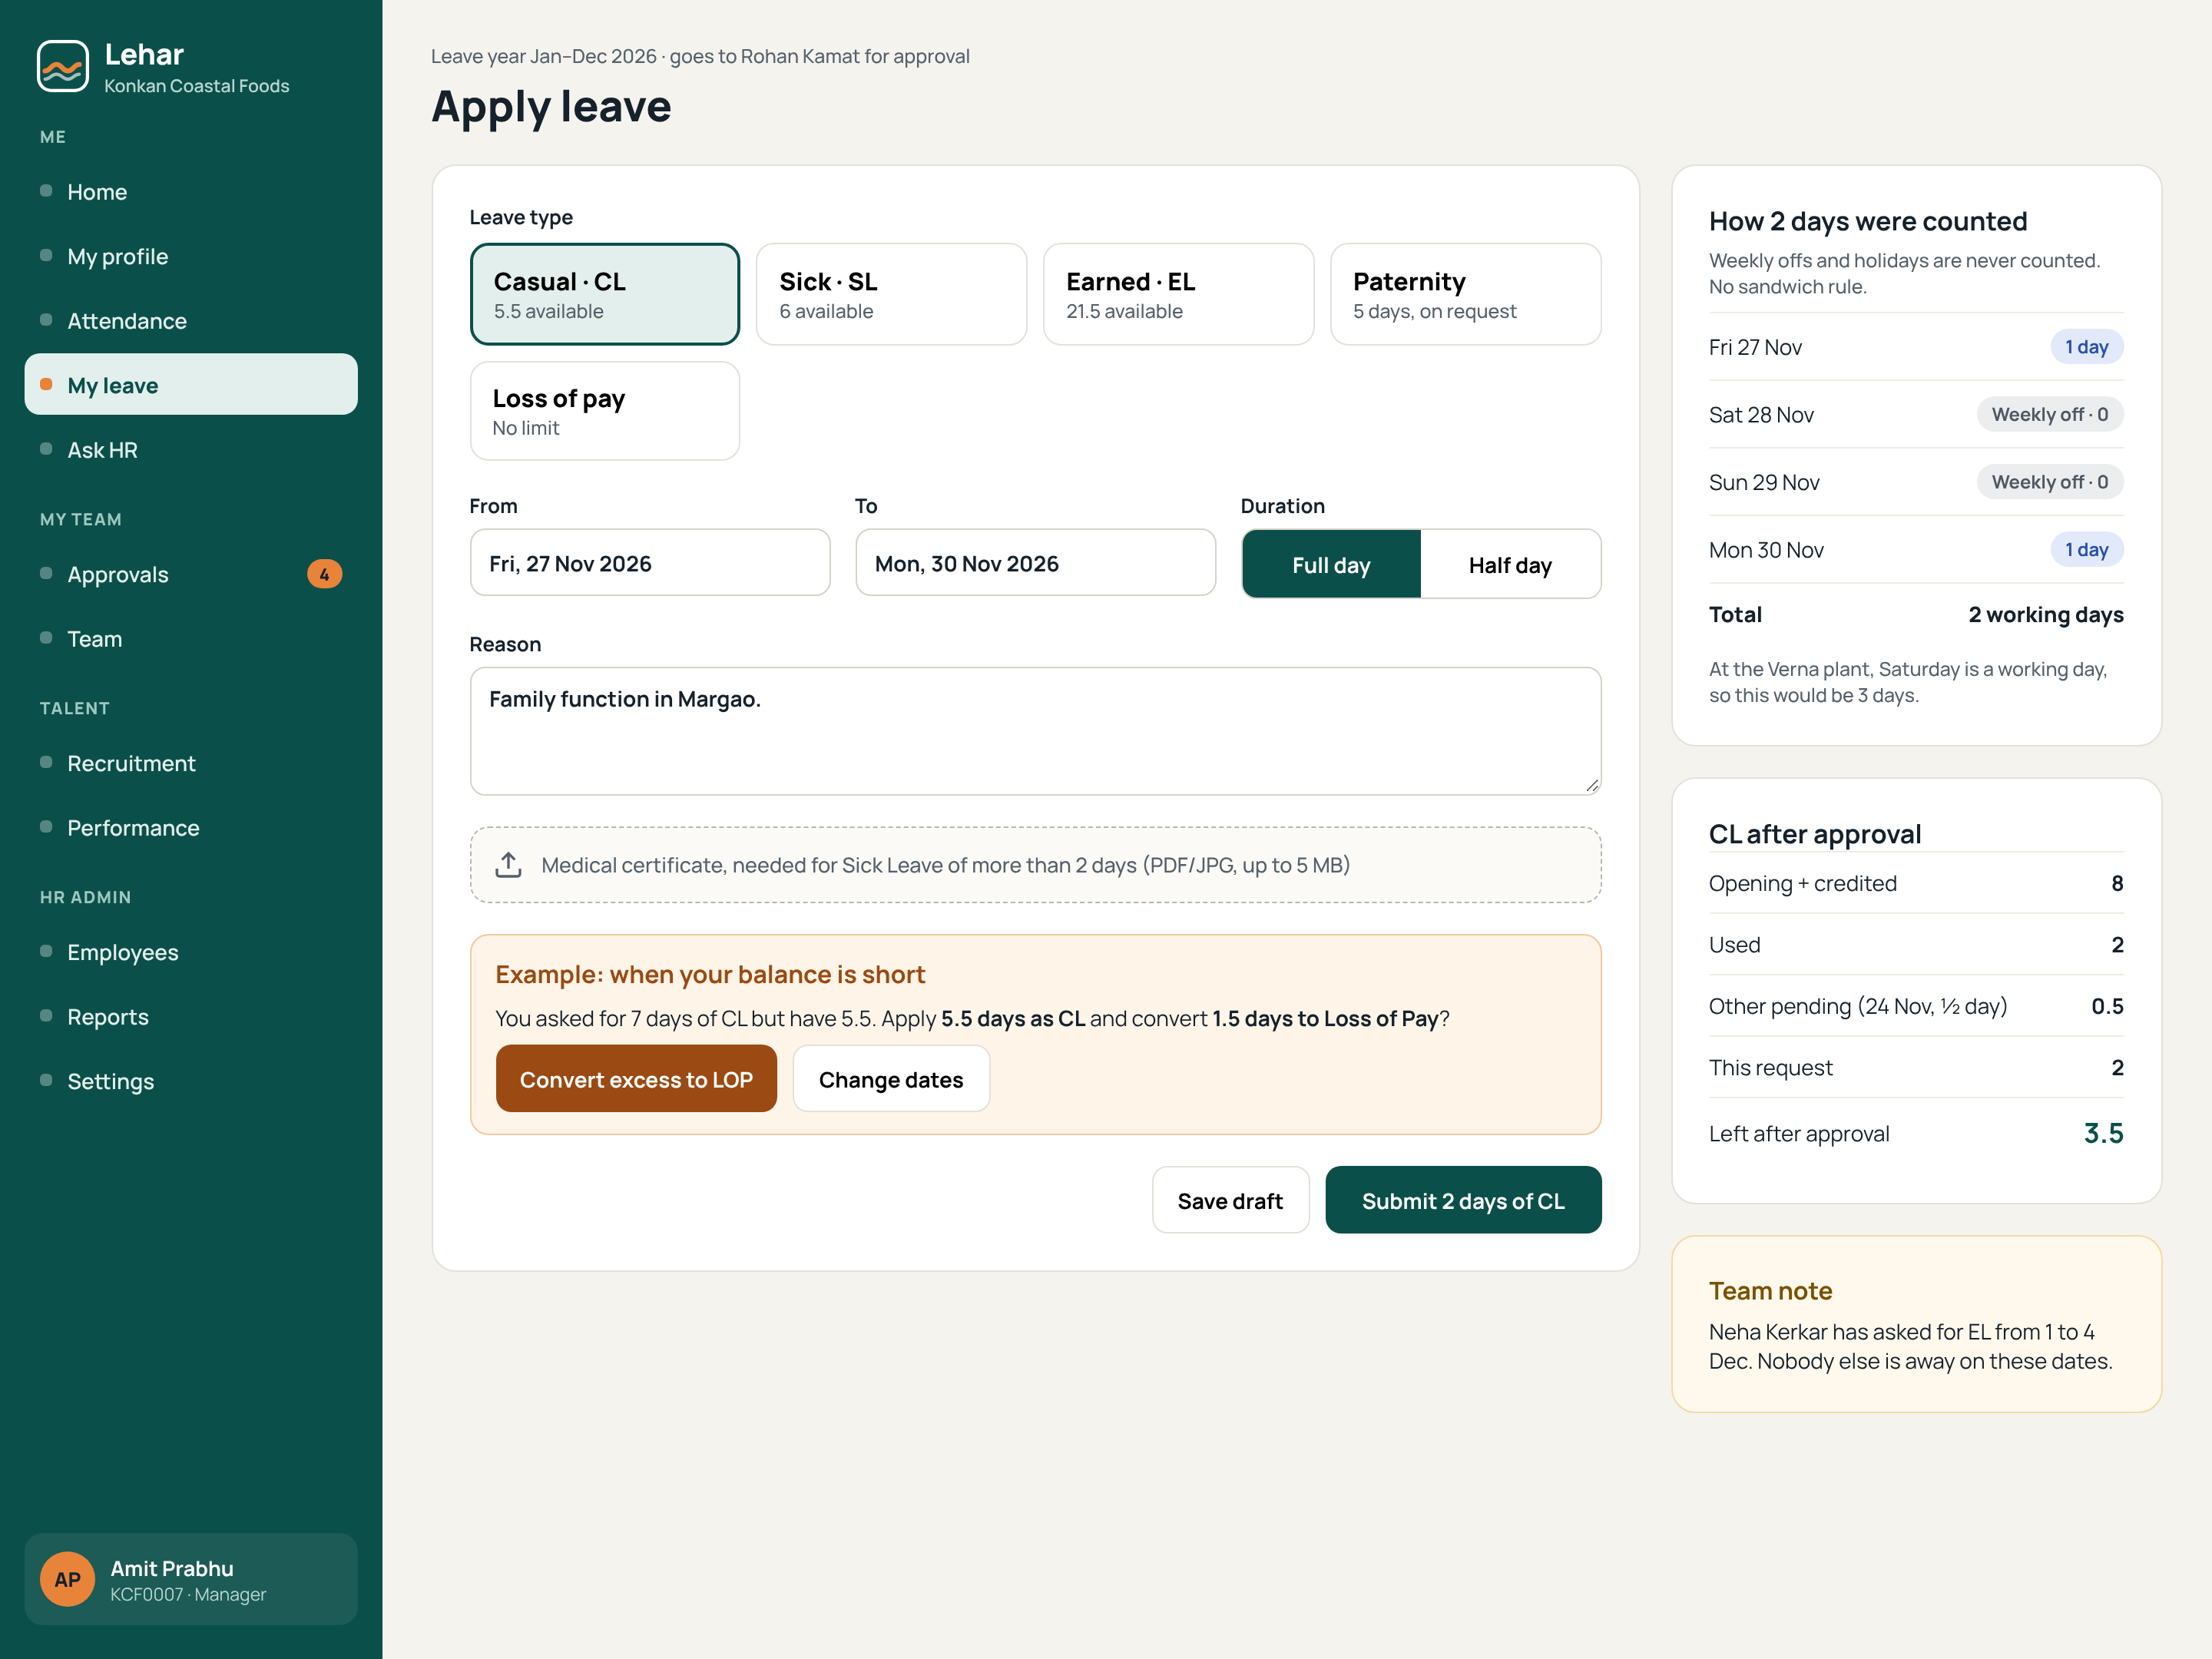 Lehar
Konkan Coastal Foods
ME
Home
My profile
Attendance
My leave
Ask HR
MY TEAM
Approvals
4
Team
TALENT
Recruitment
Performance
HR ADMIN
Employees
Reports
Settings
AP
Amit Prabhu
KCF0007 · Manager
Leave year Jan–Dec 2026 · goes to Rohan Kamat for approval
Apply leave
Leave type
Casual · CL
5.5 available
Sick · SL
6 available
Earned · EL
21.5 available
Paternity
5 days, on request
Loss of pay
No limit
From
Fri, 27 Nov 2026
To
Mon, 30 Nov 2026
Duration
Full day
Half day
Reason
Family function in Margao.
Medical certificate, needed for Sick Leave of more than 2 days (PDF/JPG, up to 5 MB)
Example: when your balance is short
You asked for 7 days of CL but have 5.5. Apply 5.5 days as CL and convert 1.5 days to Loss of Pay?
Convert excess to LOP
Change dates
Save draft
Submit 2 days of CL
How 2 days were counted
Weekly offs and holidays are never counted.
No sandwich rule.
Fri 27 Nov
1 day
Sat 28 Nov
Weekly off · 0
Sun 29 Nov
Weekly off · 0
Mon 30 Nov
1 day
Total
2 working days
At the Verna plant, Saturday is a working day,
so this would be 3 days.
CL after approval
Opening + credited
8
Used
2
Other pending (24 Nov, ½ day)
0.5
This request
2
Left after approval
3.5
Team note
Neha Kerkar has asked for EL from 1 to 4
Dec. Nobody else is away on these dates.